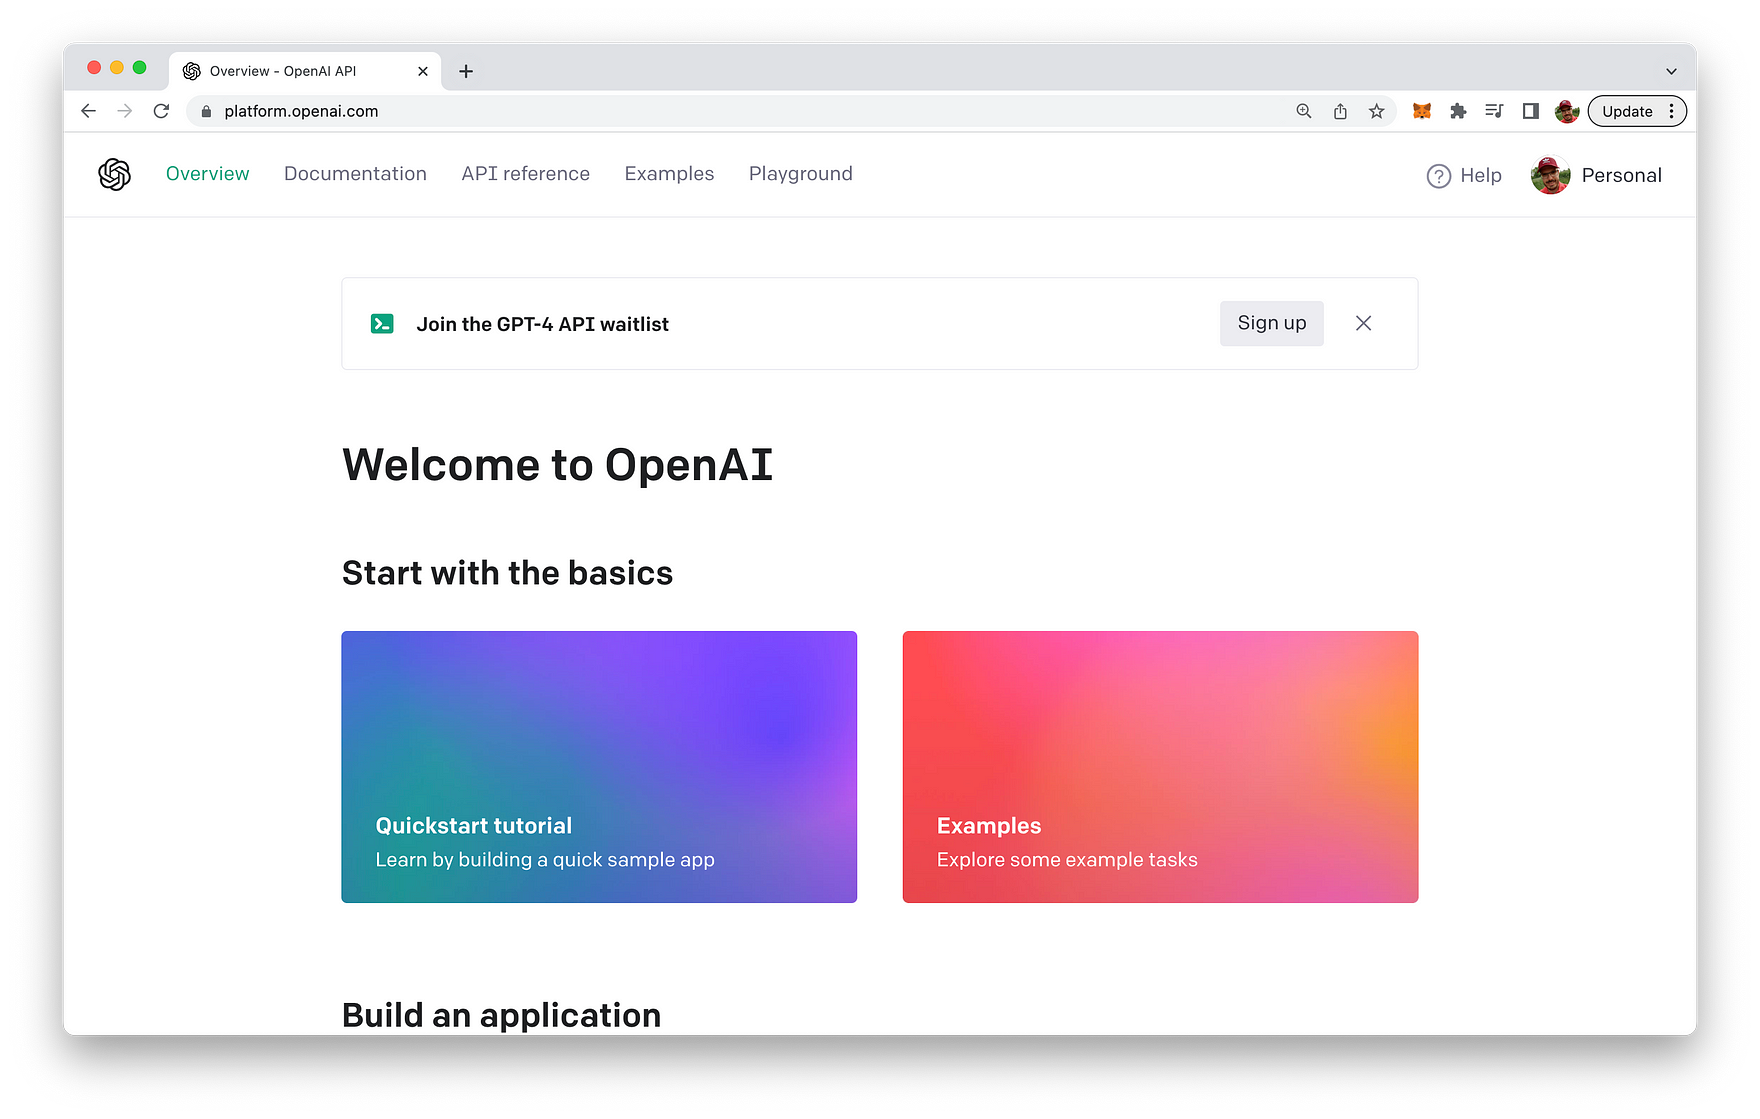 Overview - OpenAI API
platform.openai.com
Update
Overview Documentation API reference Examples Playground
Help
Personal
Join the GPT-4 API waitlist
Sign up
Welcome to OpenAI
Start with the basics
Quickstart tutorial
Learn by building a quick sample app
Examples
Explore some example tasks
Build an application